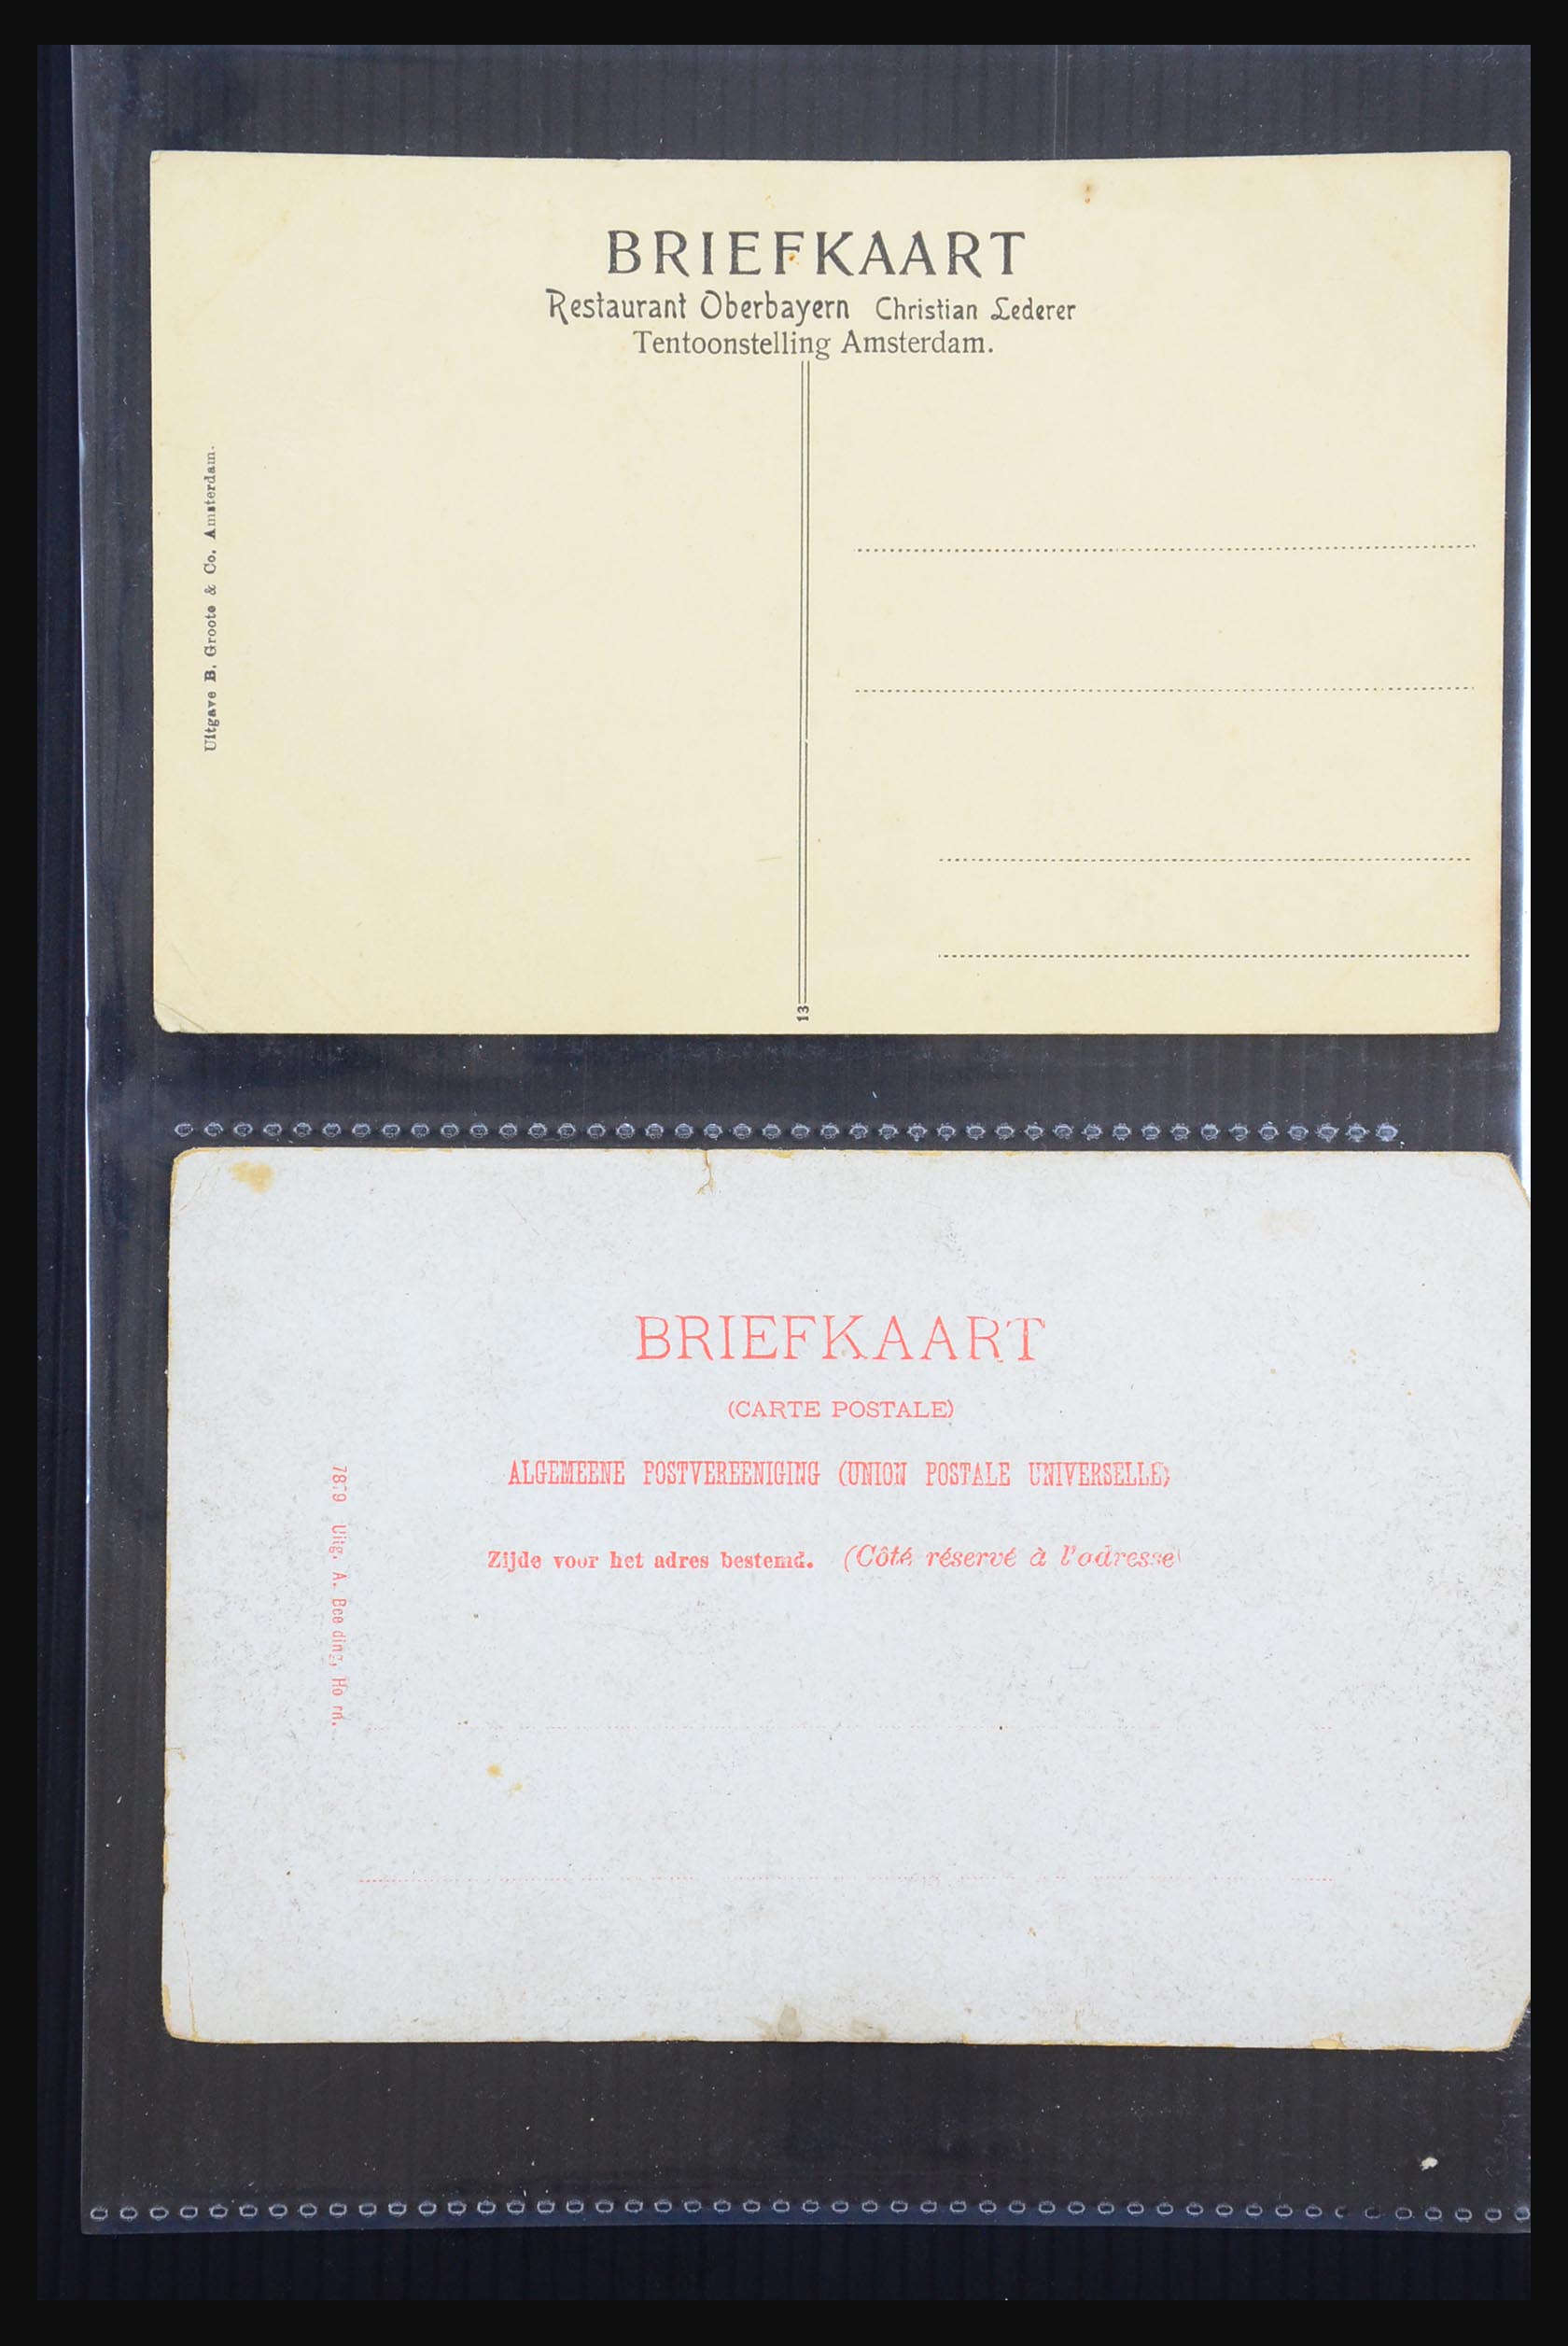 BRIEFKAART
Restaurant Oberbayern Christian Lederer
Tentoonstelling Amsterdam.
Uitgave B. Groote & Co. Amsterdam.
13
BRIEFKAART
(CARTE POSTALE)
ALGEMEENE POSTVEREENIGING (UNION POSTALE UNIVERSELLE)
Zijde voor het adres bestemd. (Côté réservé à l'adresse)
Uitg. A.